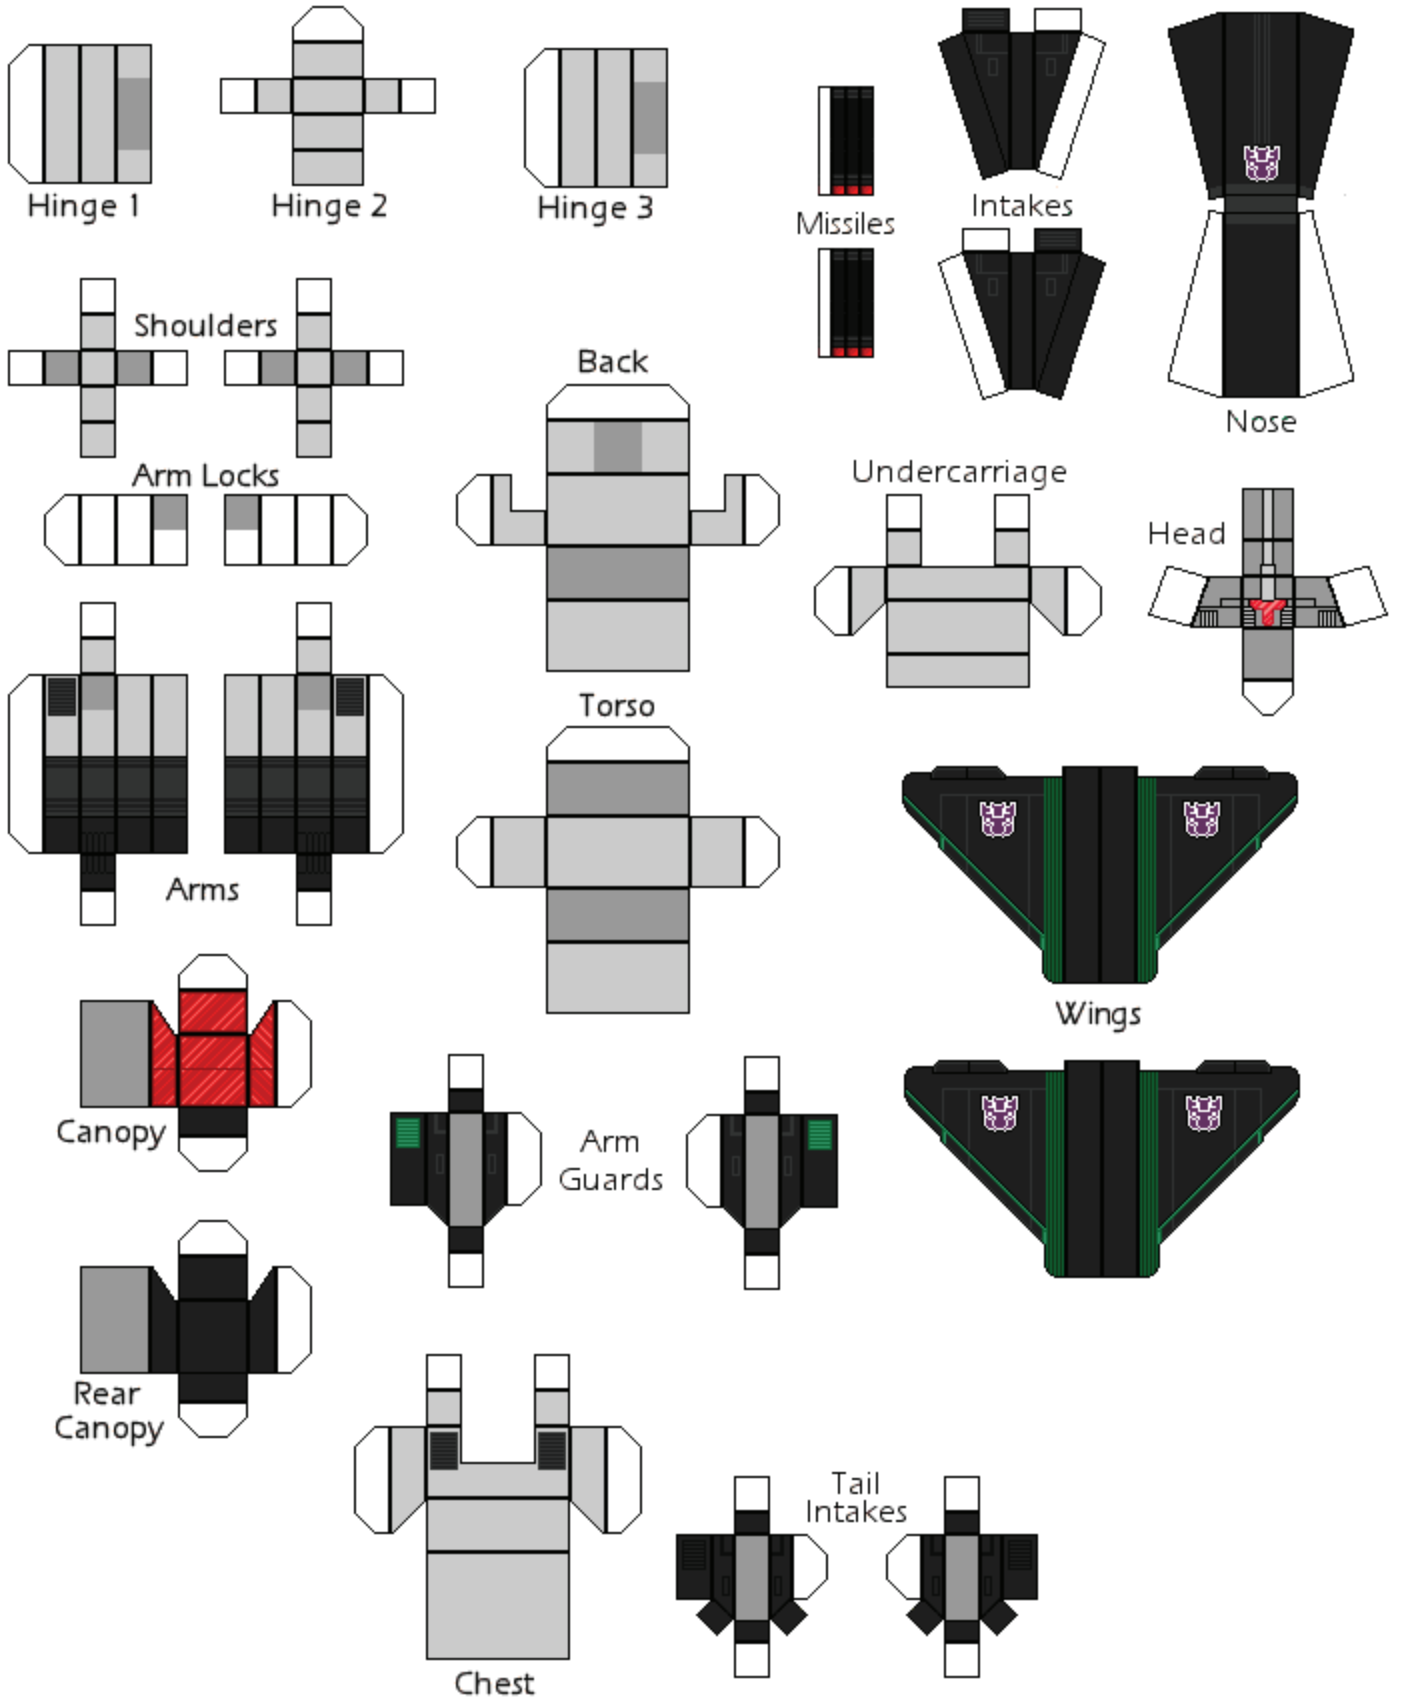 Hinge 1
Hinge 2
Hinge 3
Missiles
Intakes
Nose
Shoulders
Back
Arm Locks
Undercarriage
Head
Torso
Arms
Wings
Canopy
Arm
Guards
Rear
Canopy
Tail
Intakes
Chest